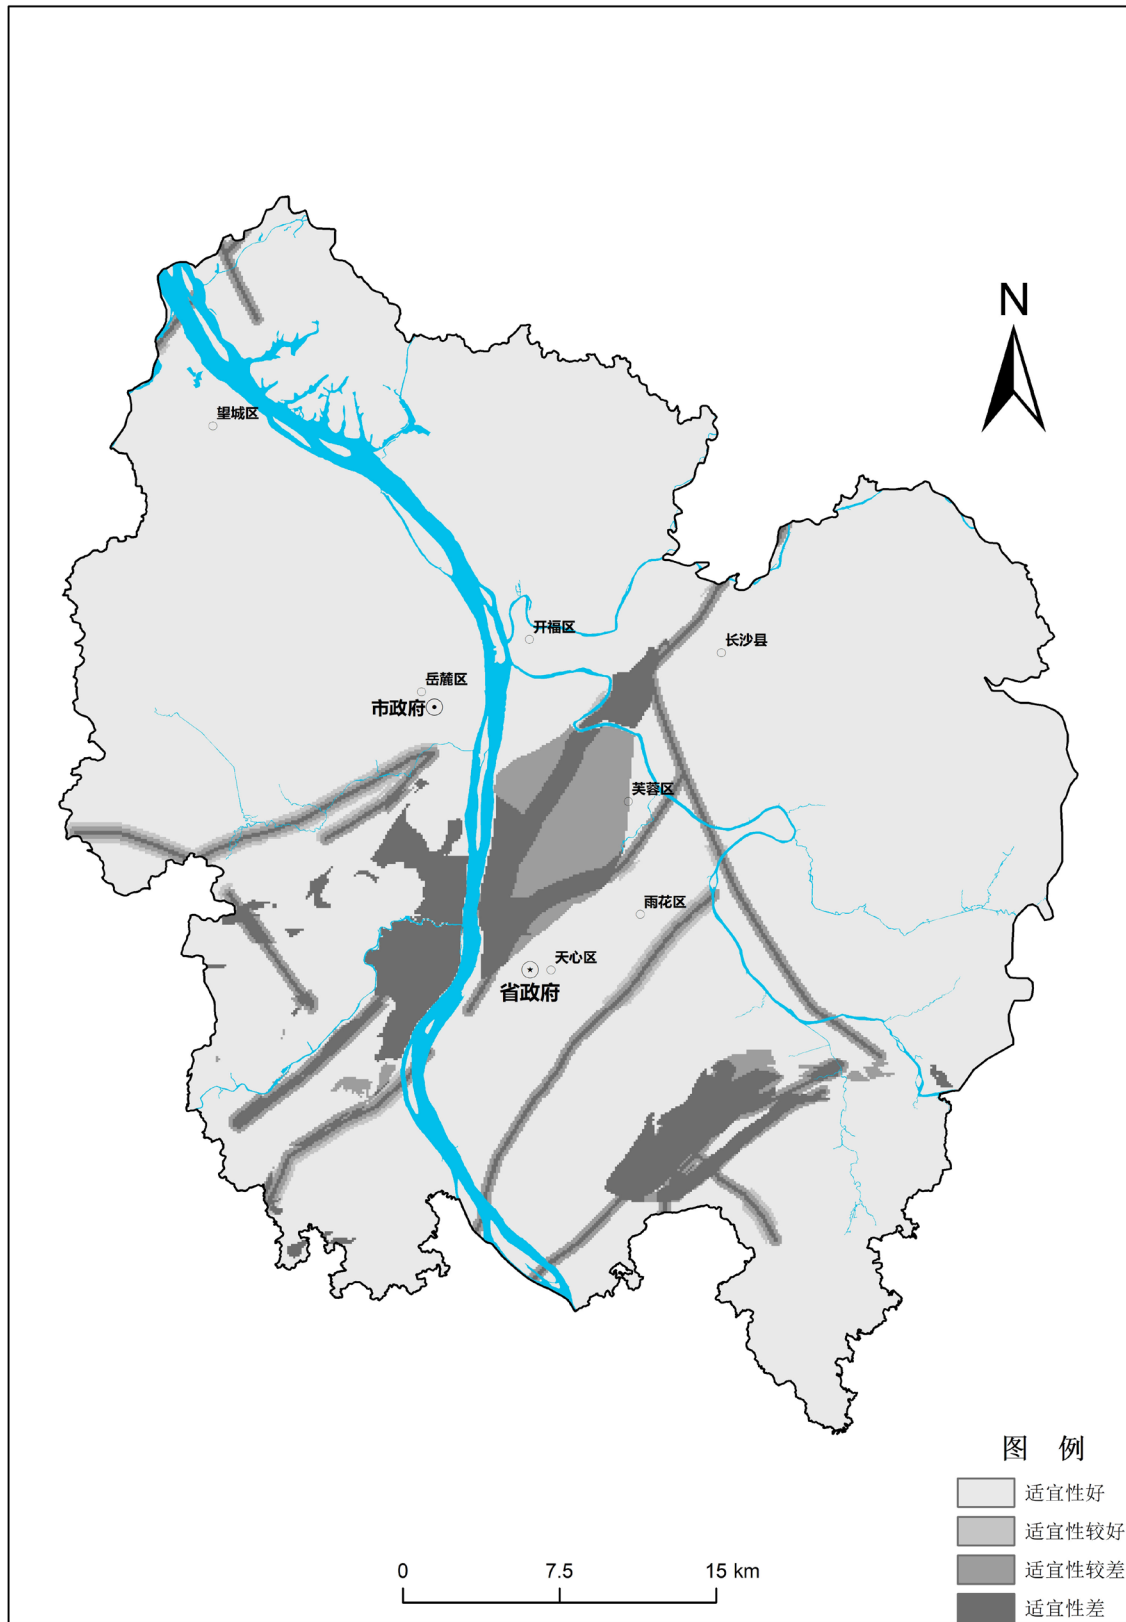 N
望城区
开福区
长沙县
岳麓区
市政府
芙蓉区
雨花区
天心区
省政府
图 例
适宜性好
适宜性较好
适宜性较差
适宜性差
0 7.5 15 km